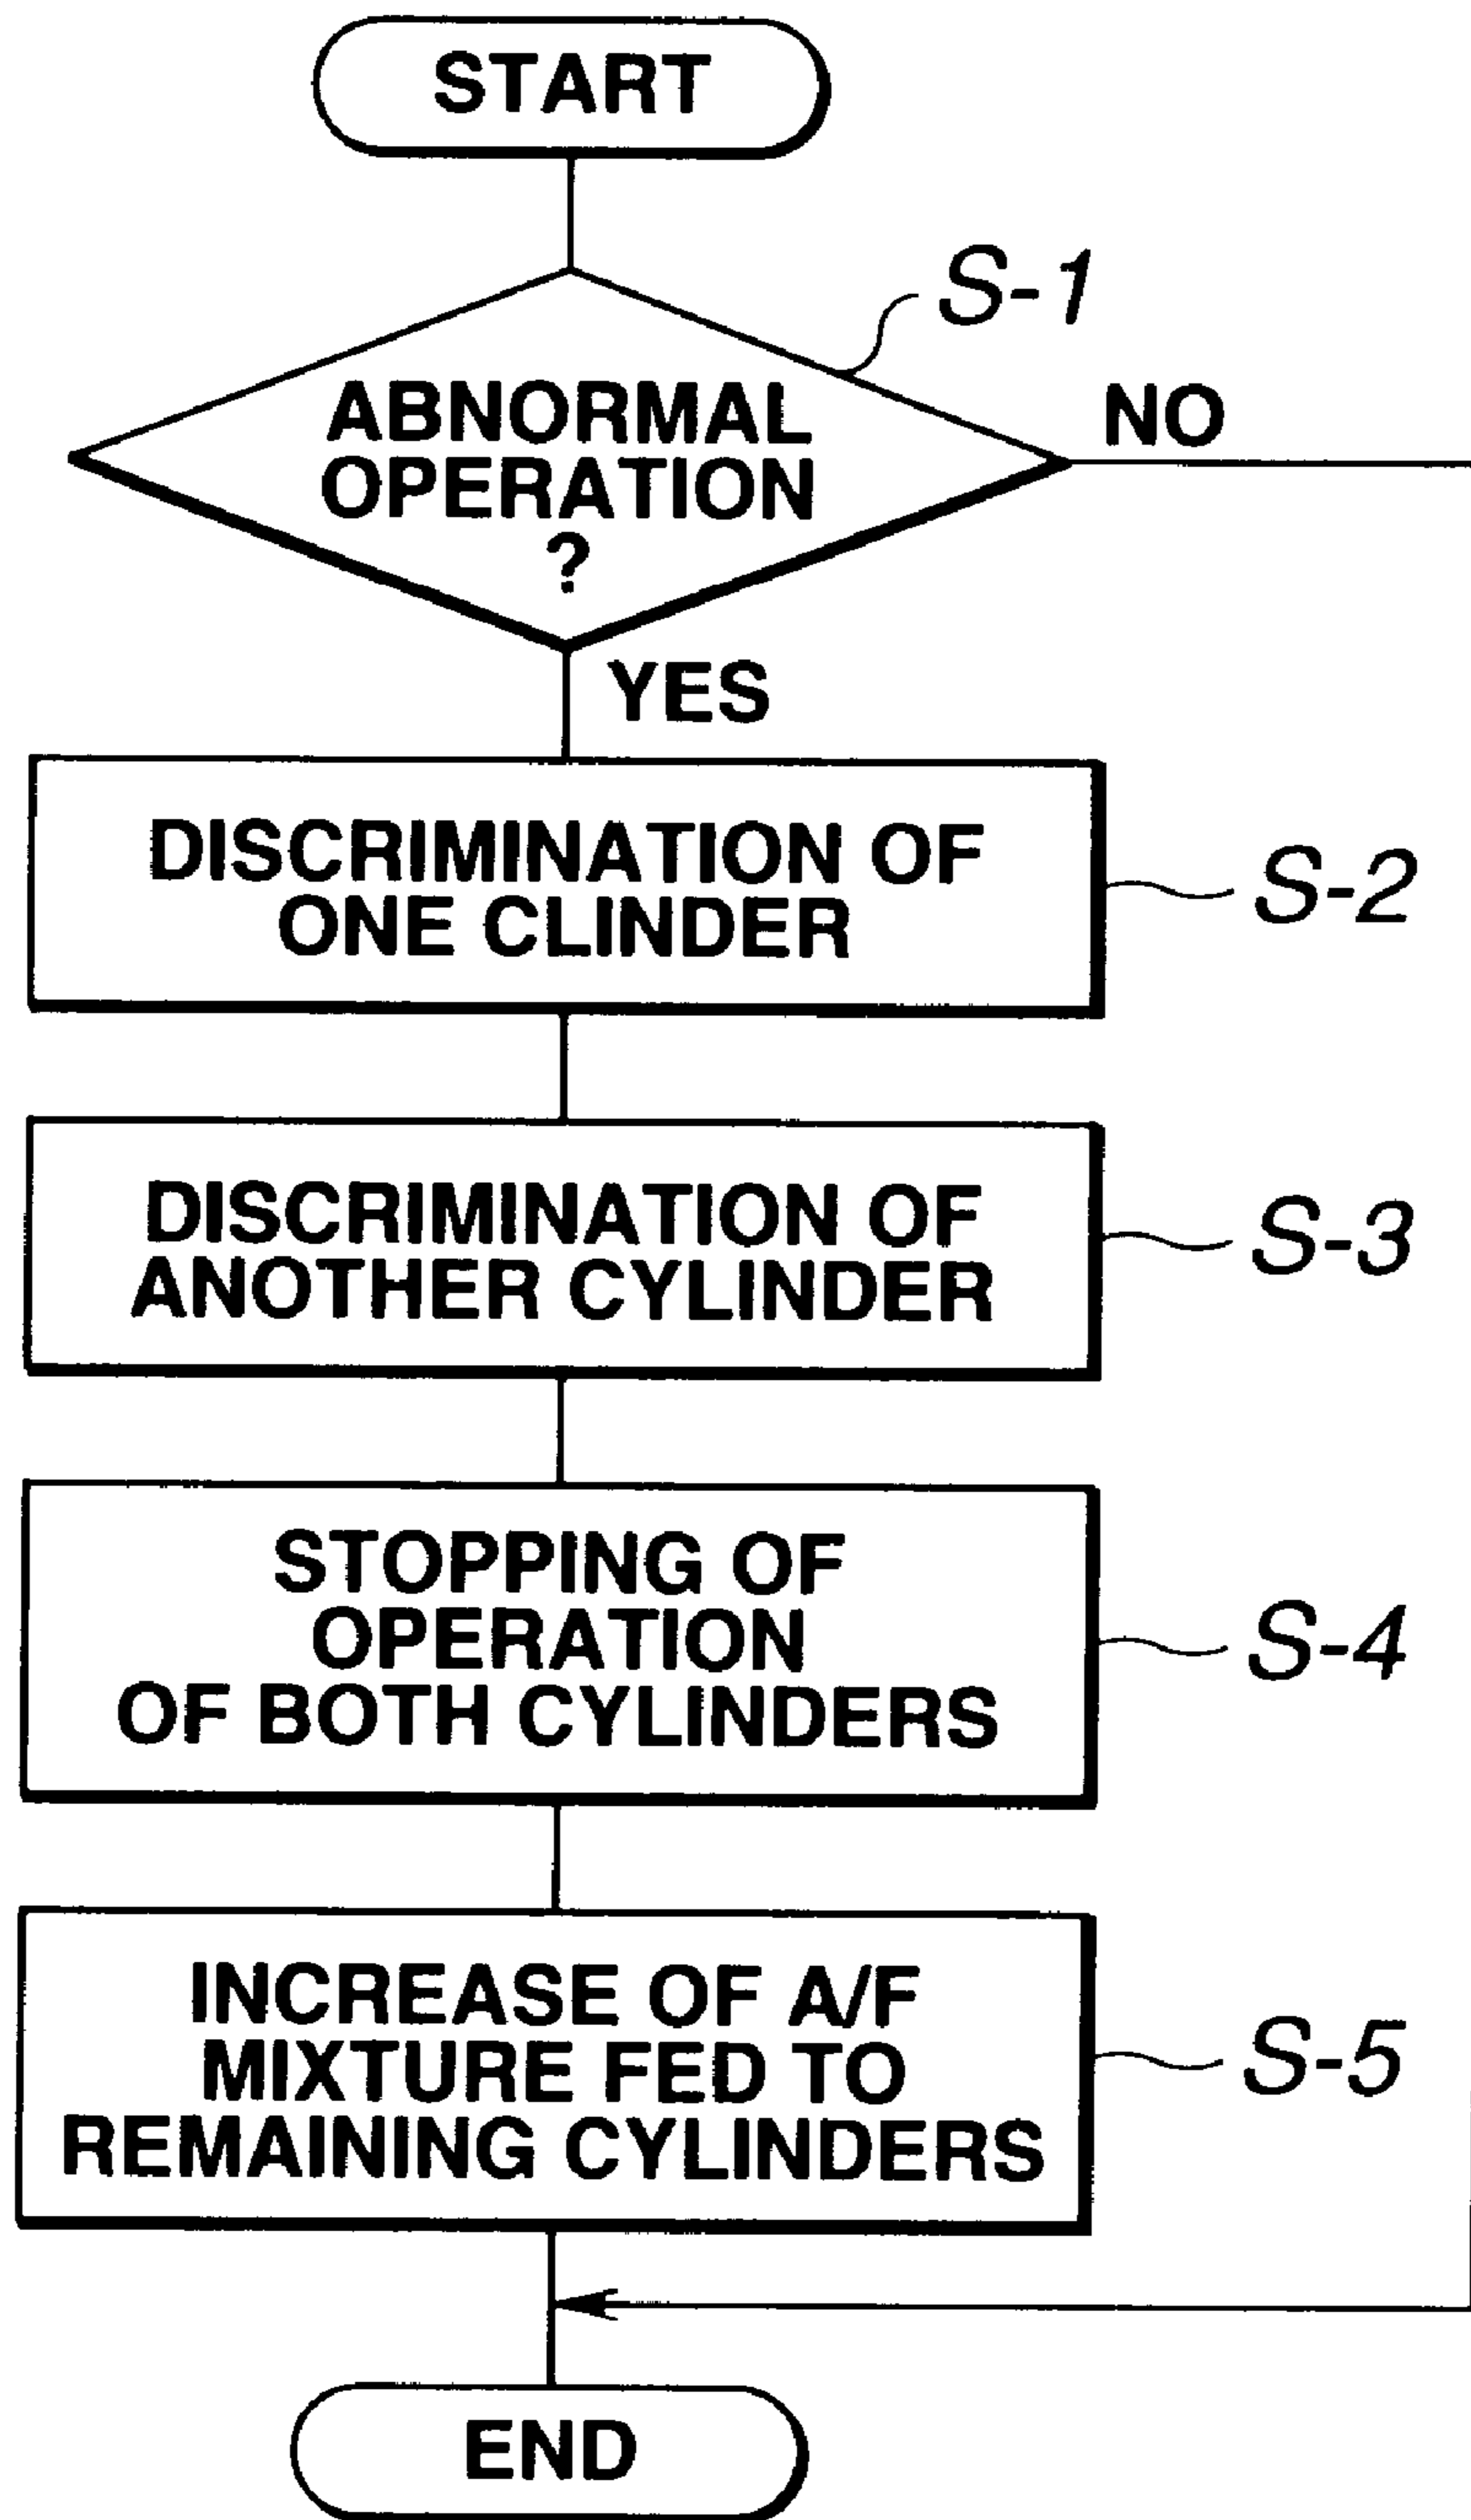 START
S-1
ABNORMAL
OPERATION
?
NO
YES
DISCRIMINATION OF
ONE CLINDER
S-2
DISCRIMINATION OF
ANOTHER CYLINDER
S-3
STOPPING OF
OPERATION
OF BOTH CYLINDERS
S-4
INCREASE OF A/F
MIXTURE FED TO
REMAINING CYLINDERS
S-5
END